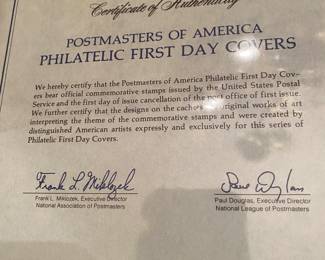 Certificate of Authenticity
POSTMASTERS OF AMERICA
PHILATELIC FIRST DAY COVERS
We hereby certify that the Postmasters of America Philatelic First Day Cov-
ers bear official commemorative stamps issued by the United States Postal
Service and the first day of issue cancellation of the post office of first issue.
We further certify that the designs on the cachets are original works of art
interpreting the theme of the commemorative stamps and were created by
distinguished American artists expressly and exclusively for this series of
Philatelic First Day Covers.
Frank L. Miklozek
Frank L. Miklozek, Executive Director
National Association of Postmasters
Paul Douglas, Executive Director
National League of Postmasters